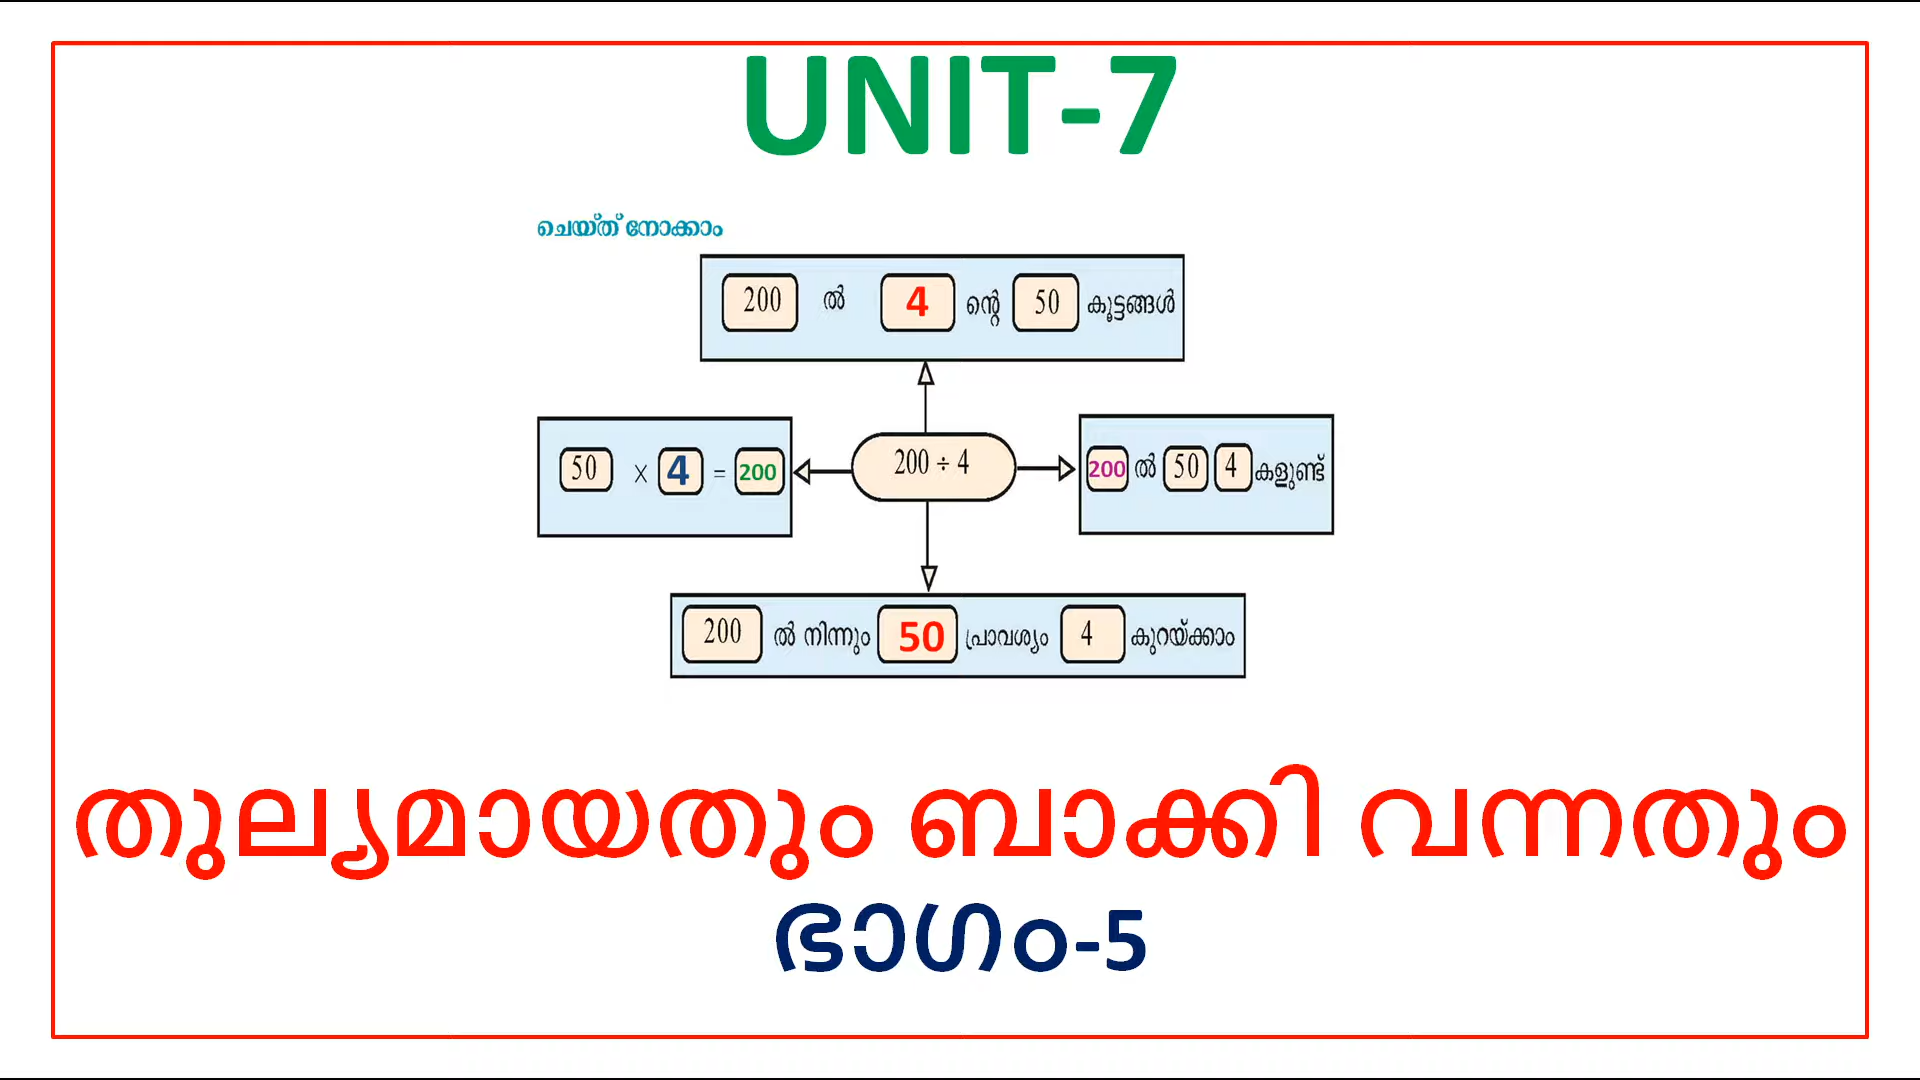 UNIT-7
ചെയ്ത് നോക്കാം
200 ൽ 4 ന്റെ 50 കൂട്ടങ്ങൾ
50 × 4 = 200
200 ÷ 4
200 ൽ 50 4 കളുണ്ട്
200 ൽ നിന്നും 50 പ്രാവശ്യം 4 കുറയ്ക്കാം
തുല്യമായതും ബാക്കി വന്നതും
ഭാഗം-5